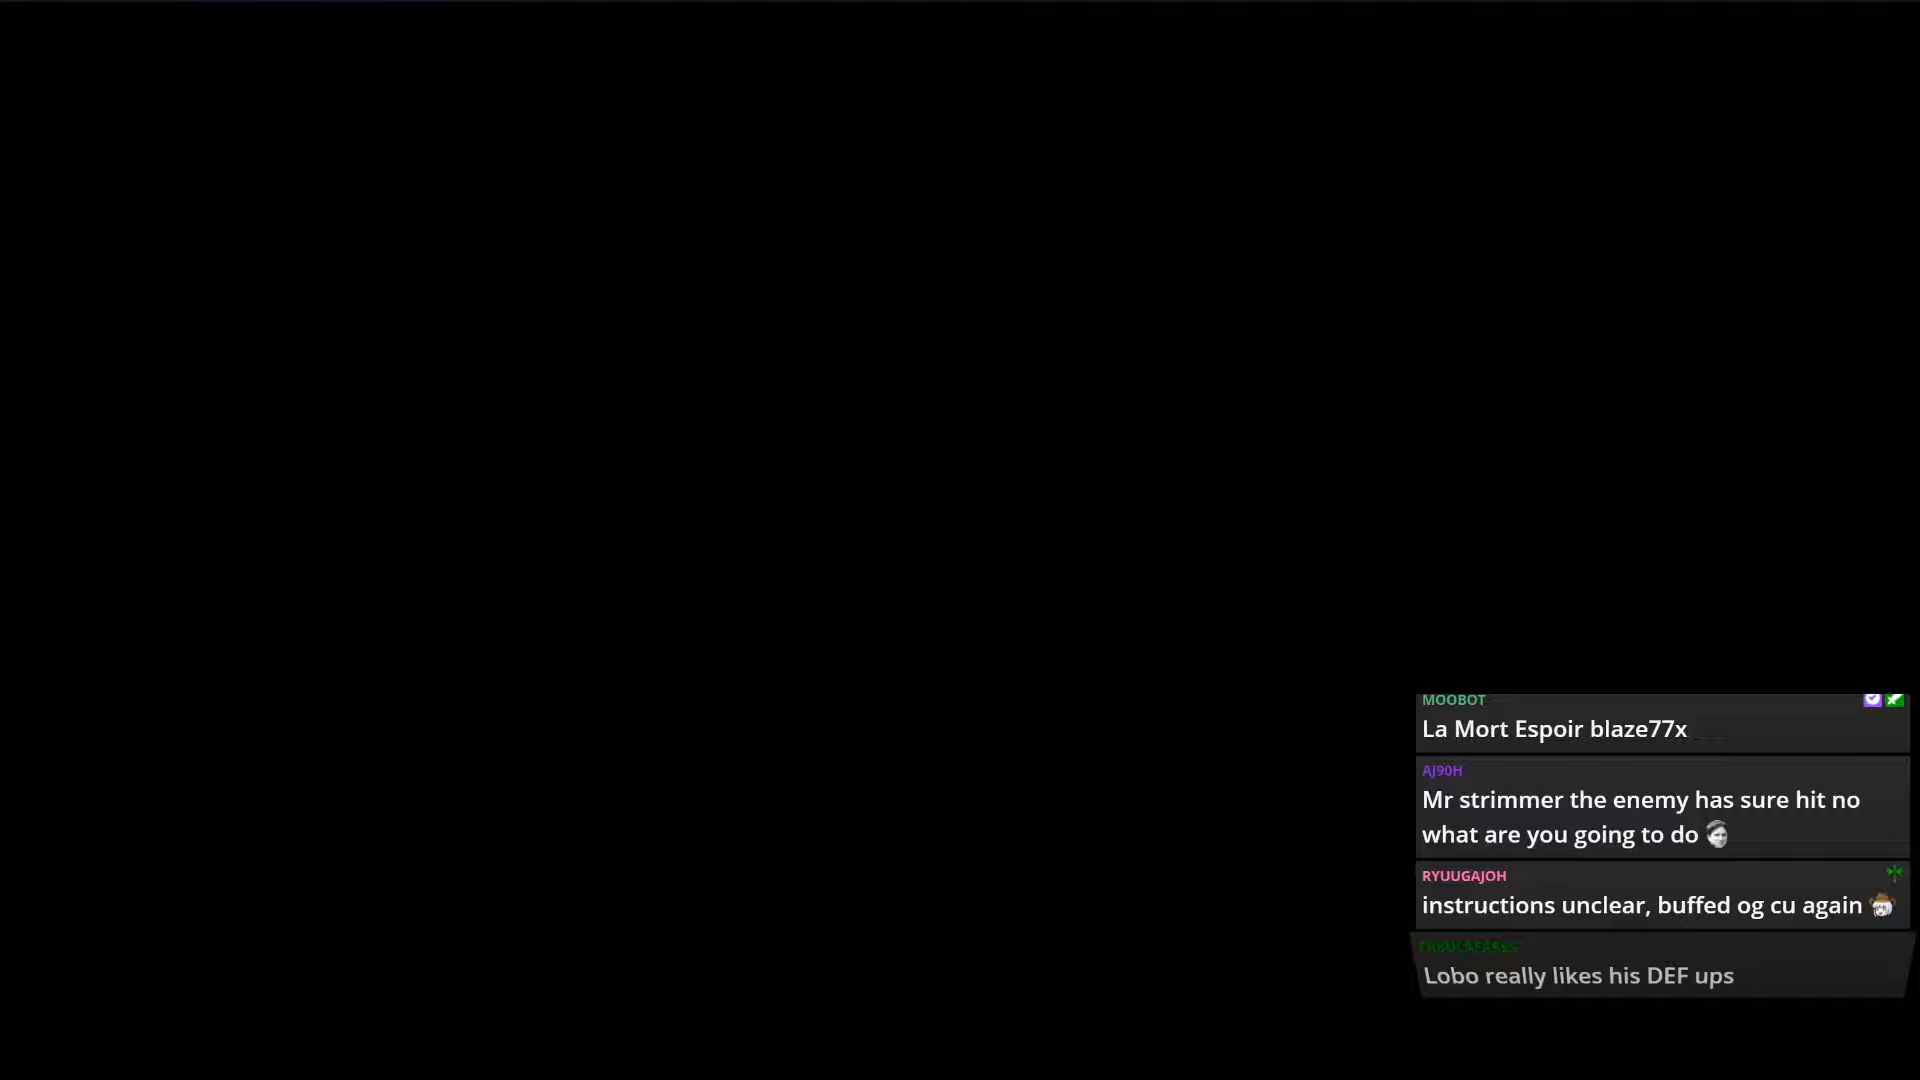 MOOBOT
La Mort Espoir blaze77x
AJ90H
Mr strimmer the enemy has sure hit no
what are you going to do
RYUUGAJOH
instructions unclear, buffed og cu again
Lobo really likes his DEF ups